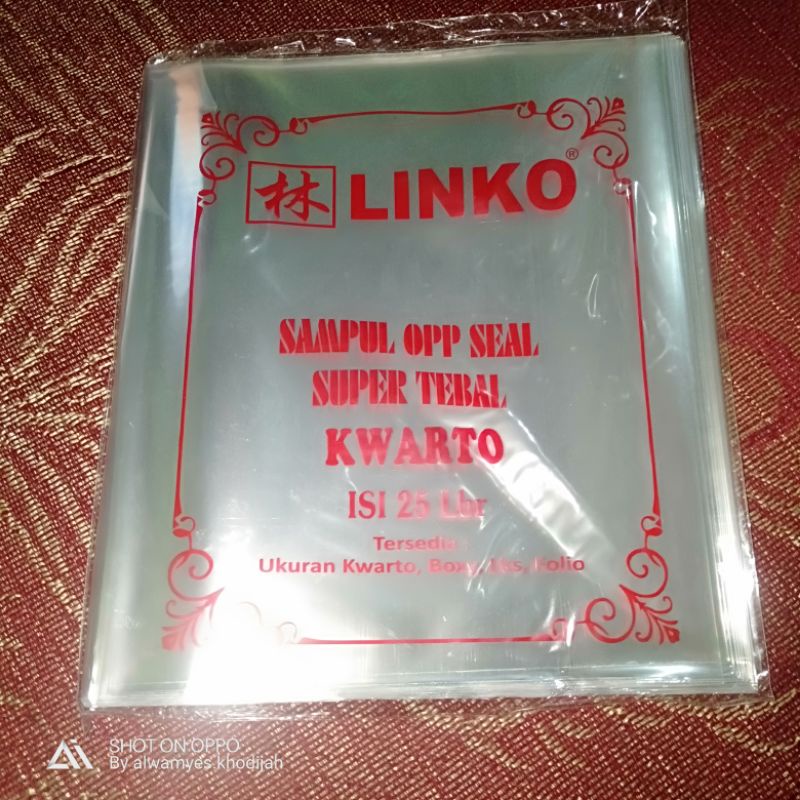 林 LINKO ®
SAMPUL OPP SEAL
SUPER TEBAL
KWARTO
ISI 25 Lbr
Tersedia :
Ukuran Kwarto, Boxy, Lks, Folio
SHOT ON OPPO
By alwamyes khodijah